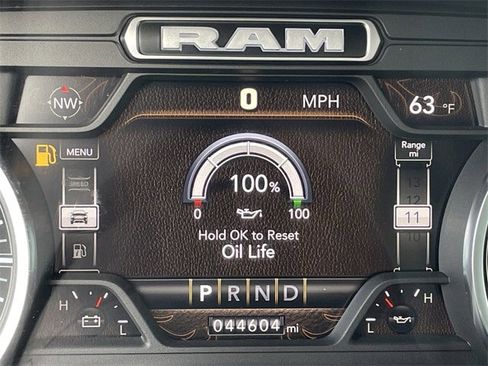 RAM
NW
0 MPH
63 °F
MENU
Range
mi
SPEED
13
12
11
10
100%
0
100
Hold OK to Reset
Oil Life
P R N D
H
L
044604 mi
H
L